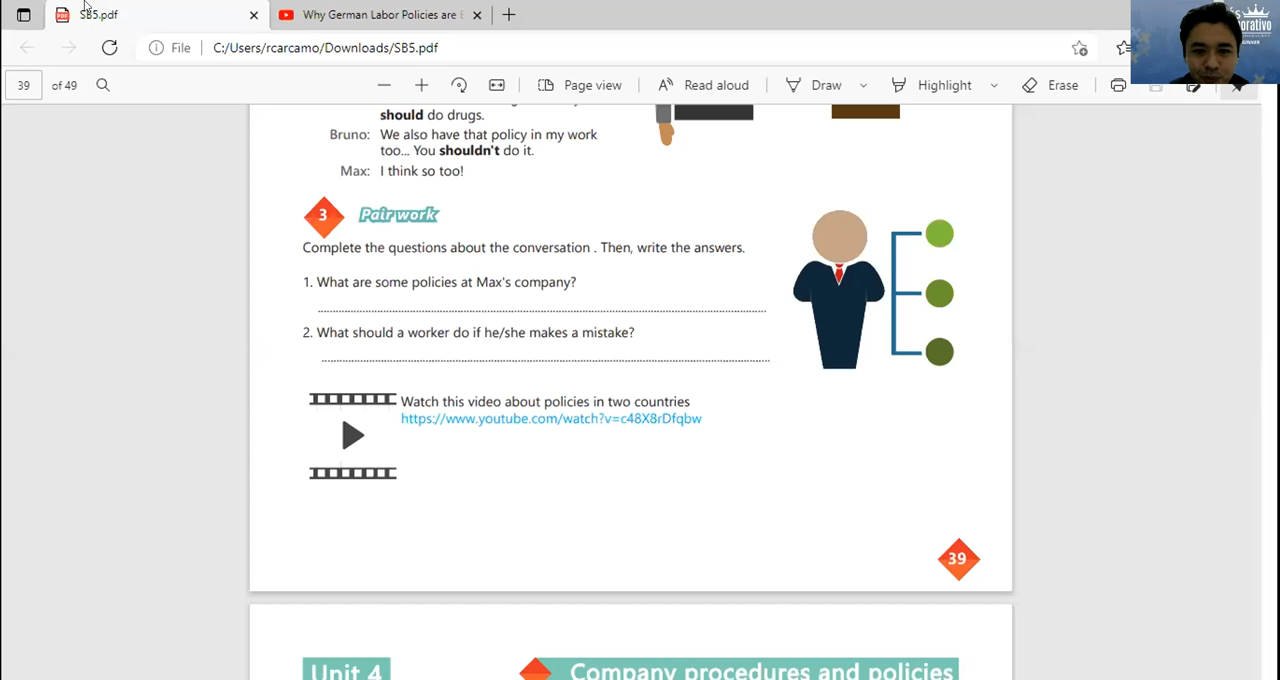 SB5.pdf
Why German Labor Policies are
File
C:/Users/rcarcamo/Downloads/SB5.pdf
39 of 49
Page view
Read aloud
Draw
Highlight
Erase
should do drugs.
Bruno: We also have that policy in my work
too... You shouldn't do it.
Max: I think so too!
3 Pair work
Complete the questions about the conversation . Then, write the answers.
1. What are some policies at Max's company?
2. What should a worker do if he/she makes a mistake?
Watch this video about policies in two countries
https://www.youtube.com/watch?v=c48X8rDfqbw
39
Unit 4
Company procedures and policies